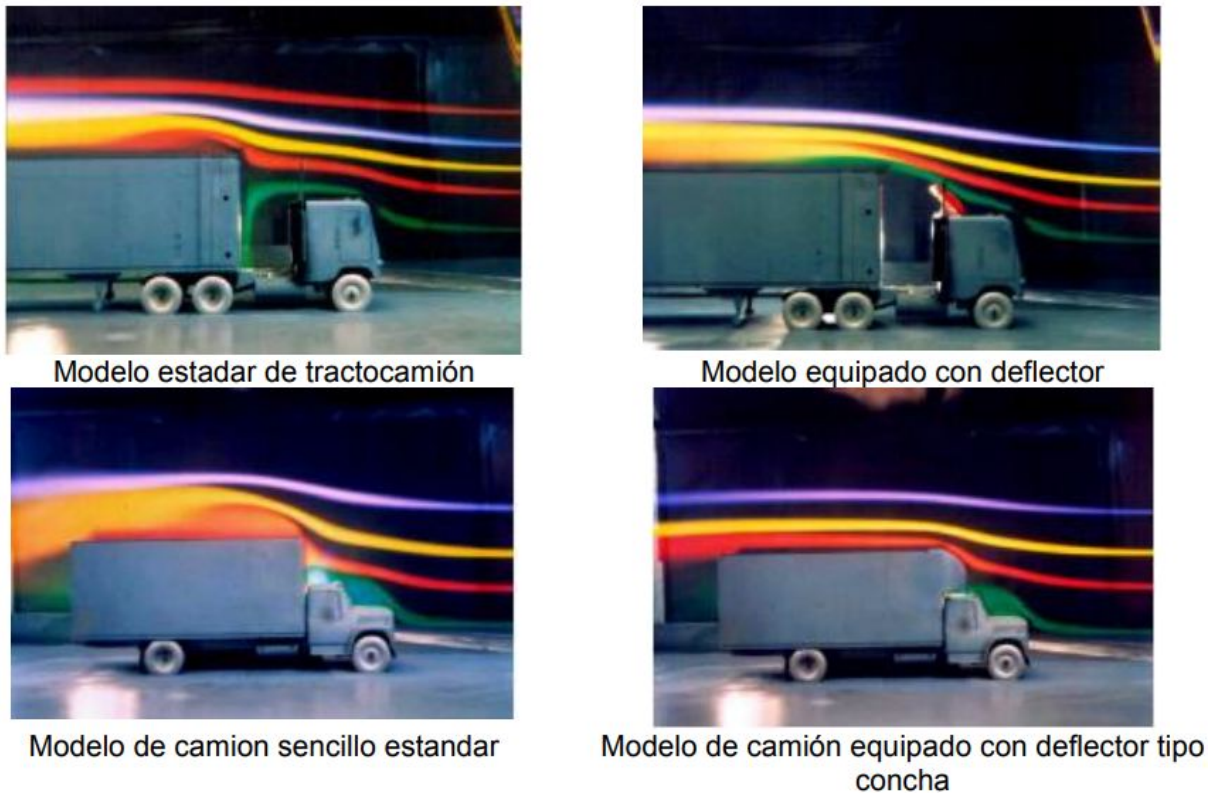 Modelo estadar de tractocamión
Modelo equipado con deflector
Modelo de camion sencillo estandar
Modelo de camión equipado con deflector tipo
concha